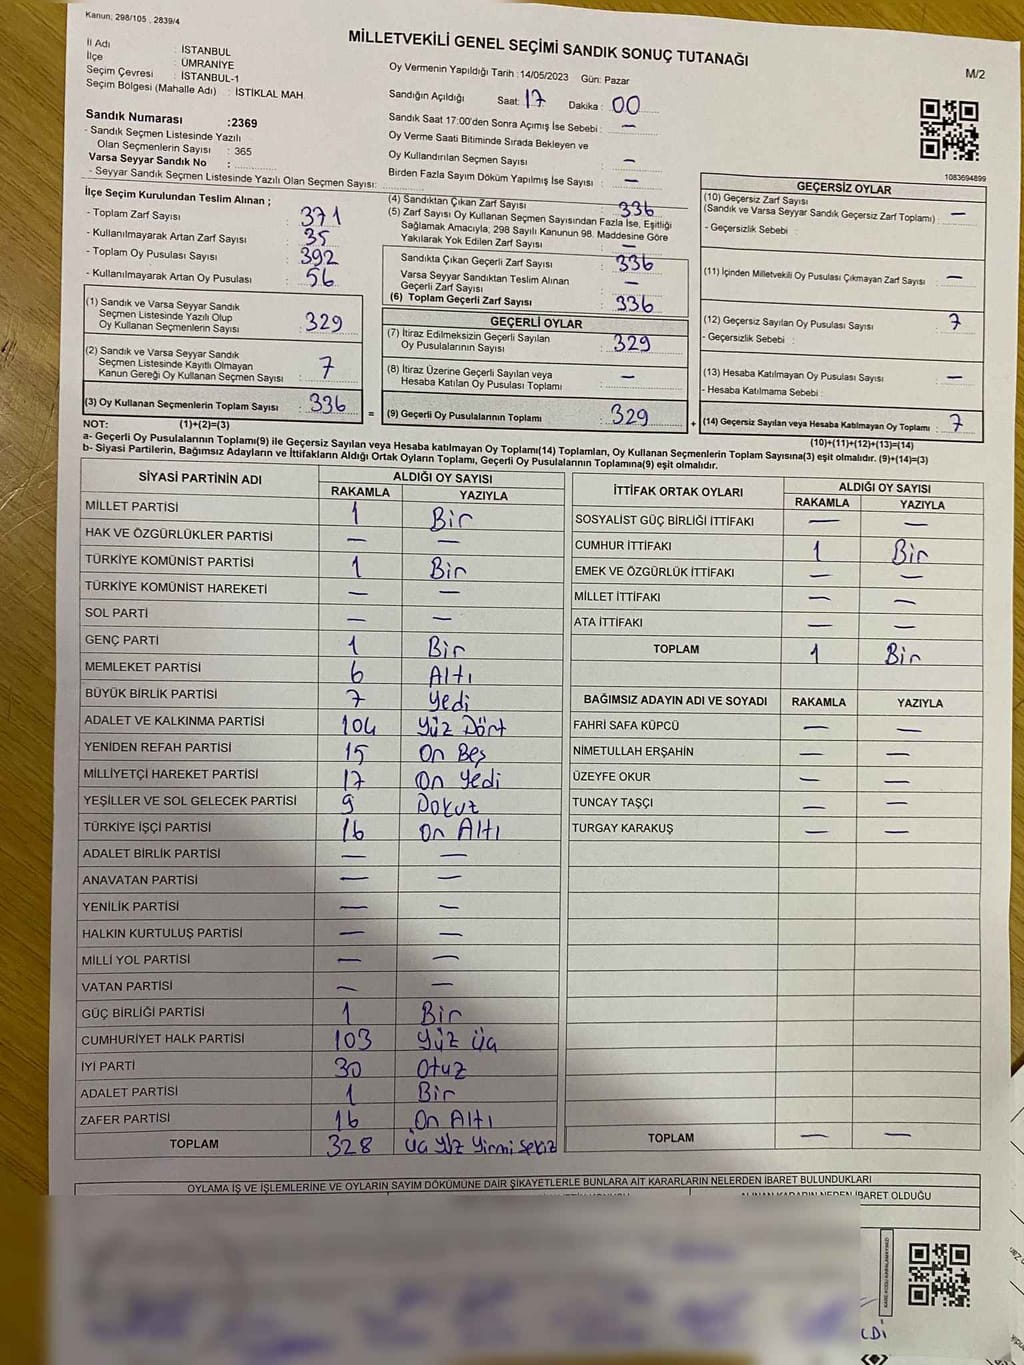 Kanun; 298/105 , 2839/4
MİLLETVEKİLİ GENEL SEÇİMİ SANDIK SONUÇ TUTANAĞI
M/2
İl Adı : İSTANBUL
İlçe : ÜMRANİYE
Seçim Çevresi : İSTANBUL-1
Seçim Bölgesi (Mahalle Adı) : İSTİKLAL MAH.
Sandık Numarası :2369
- Sandık Seçmen Listesinde Yazılı
Olan Seçmenlerin Sayısı : 365
Varsa Seyyar Sandık No :
- Seyyar Sandık Seçmen Listesinde Yazılı Olan Seçmen Sayısı:
Oy Vermenin Yapıldığı Tarih :14/05/2023 Gün: Pazar
Sandığın Açıldığı Saat: 17 Dakika : 00
Sandık Saat 17:00'den Sonra Açımış İse Sebebi : —
Oy Verme Saati Bitiminde Sırada Bekleyen ve
Oy Kullandırılan Seçmen Sayısı : —
Birden Fazla Sayım Döküm Yapılmış İse Sayısı : —
1083694899
İlçe Seçim Kurulundan Teslim Alınan ;
- Toplam Zarf Sayısı : 371
- Kullanılmayarak Artan Zarf Sayısı : 35
- Toplam Oy Pusulası Sayısı : 392
- Kullanılmayarak Artan Oy Pusulası : 56
(1) Sandık ve Varsa Seyyar Sandık
Seçmen Listesinde Yazılı Olup
Oy Kullanan Seçmenlerin Sayısı : 329
(2) Sandık ve Varsa Seyyar Sandık
Seçmen Listesinde Kayıtlı Olmayan
Kanun Gereği Oy Kullanan Seçmen Sayısı : 7
(3) Oy Kullanan Seçmenlerin Toplam Sayısı : 336
(4) Sandıktan Çıkan Zarf Sayısı : 336
(5) Zarf Sayısı Oy Kullanan Seçmen Sayısından Fazla İse, Eşitliği
Sağlamak Amacıyla, 298 Sayılı Kanunun 98. Maddesine Göre
Yakılarak Yok Edilen Zarf Sayısı : —
Sandıkta Çıkan Geçerli Zarf Sayısı : 336
Varsa Seyyar Sandıktan Teslim Alınan
Geçerli Zarf Sayısı : —
(6) Toplam Geçerli Zarf Sayısı : 336
GEÇERLİ OYLAR
(7) İtiraz Edilmeksizin Geçerli Sayılan
Oy Pusulalarının Sayısı : 329
(8) İtiraz Üzerine Geçerli Sayılan veya
Hesaba Katılan Oy Pusulası Toplamı : —
= (9) Geçerli Oy Pusulalarının Toplamı : 329
GEÇERSİZ OYLAR
(10) Geçersiz Zarf Sayısı
(Sandık ve Varsa Seyyar Sandık Geçersiz Zarf Toplamı) : —
- Geçersizlik Sebebi :
(11) İçinden Milletvekili Oy Pusulası Çıkmayan Zarf Sayısı : —
(12) Geçersiz Sayılan Oy Pusulası Sayısı : 7
- Geçersizlik Sebebi :
(13) Hesaba Katılmayan Oy Pusulası Sayısı : —
- Hesaba Katılmama Sebebi :
+ (14) Geçersiz Sayılan veya Hesaba Katılmayan Oy Toplamı : 7
NOT: (1)+(2)=(3)
(10)+(11)+(12)+(13)=(14)
a- Geçerli Oy Pusulalarının Toplamı(9) ile Geçersiz Sayılan veya Hesaba katılmayan Oy Toplamı(14) Toplamları, Oy Kullanan Seçmenlerin Toplam Sayısına(3) eşit olmalıdır. (9)+(14)=(3)
b- Siyasi Partilerin, Bağımsız Adayların ve İttifakların Aldığı Ortak Oyların Toplamı, Geçerli Oy Pusulalarının Toplamına(9) eşit olmalıdır.
SİYASİ PARTİNİN ADI ALDIĞI OY SAYISI
RAKAMLA YAZIYLA
MİLLET PARTİSİ 1 Bir
HAK VE ÖZGÜRLÜKLER PARTİSİ — —
TÜRKİYE KOMÜNİST PARTİSİ 1 Bir
TÜRKİYE KOMÜNİST HAREKETİ — —
SOL PARTİ — —
GENÇ PARTİ 1 Bir
MEMLEKET PARTİSİ 6 Altı
BÜYÜK BİRLİK PARTİSİ 7 Yedi
ADALET VE KALKINMA PARTİSİ 104 Yüz Dört
YENİDEN REFAH PARTİSİ 15 On Beş
MİLLİYETÇİ HAREKET PARTİSİ 17 On Yedi
YEŞİLLER VE SOL GELECEK PARTİSİ 9 Dokuz
TÜRKİYE İŞÇİ PARTİSİ 16 On Altı
ADALET BİRLİK PARTİSİ — —
ANAVATAN PARTİSİ — —
YENİLİK PARTİSİ — —
HALKIN KURTULUŞ PARTİSİ — —
MİLLİ YOL PARTİSİ — —
VATAN PARTİSİ — —
GÜÇ BİRLİĞİ PARTİSİ 1 Bir
CUMHURİYET HALK PARTİSİ 103 Yüz Üç
İYİ PARTİ 30 Otuz
ADALET PARTİSİ 1 Bir
ZAFER PARTİSİ 16 On Altı
TOPLAM 328 Üç Yüz Yirmi Sekiz
İTTİFAK ORTAK OYLARI ALDIĞI OY SAYISI
RAKAMLA YAZIYLA
SOSYALİST GÜÇ BİRLİĞİ İTTİFAKI — —
CUMHUR İTTİFAKI 1 Bir
EMEK VE ÖZGÜRLÜK İTTİFAKI — —
MİLLET İTTİFAKI — —
ATA İTTİFAKI — —
TOPLAM 1 Bir
BAĞIMSIZ ADAYIN ADI VE SOYADI RAKAMLA YAZIYLA
FAHRİ SAFA KÜPCÜ — —
NİMETULLAH ERŞAHİN — —
ÜZEYFE OKUR — —
TUNCAY TAŞÇI — —
TURGAY KARAKUŞ — —
TOPLAM — —
OYLAMA İŞ VE İŞLEMLERİNE VE OYLARIN SAYIM DÖKÜMÜNE DAİR ŞİKAYETLERLE BUNLARA AİT KARARLARIN NELERDEN İBARET BULUNDUKLARI
ALINAN KARARIN NEDEN İBARET OLDUĞU